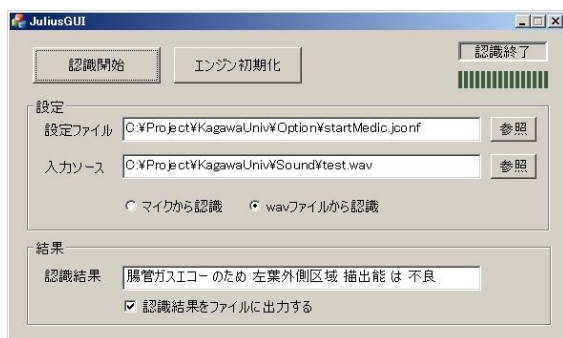 JuliusGUI
認識開始 エンジン初期化 認識終了
設定
設定ファイル C:¥Project¥KagawaUniv¥Option¥startMedic.jconf 参照
入力ソース C:¥Project¥KagawaUniv¥Sound¥test.wav 参照
マイクから認識 wavファイルから認識
結果
認識結果 腸管ガスエコー のため 左葉外側区域 描出能 は 不良
認識結果をファイルに出力する